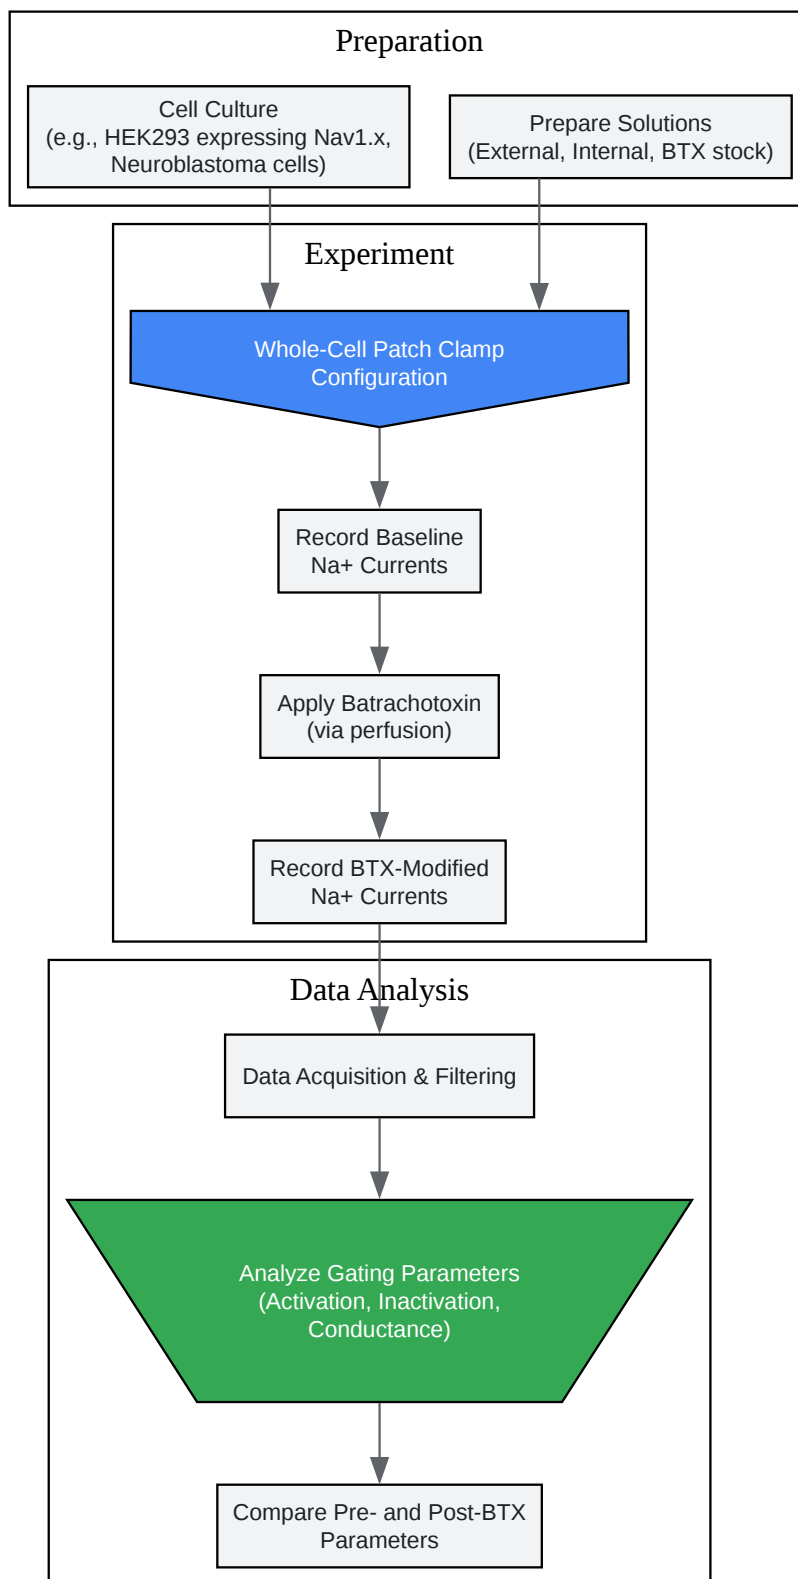 Preparation
Cell Culture
(e.g., HEK293 expressing Nav1.x,
Neuroblastoma cells)
Prepare Solutions
(External, Internal, BTX stock)
Experiment
Whole-Cell Patch Clamp
Configuration
Record Baseline
Na+ Currents
Apply Batrachotoxin
(via perfusion)
Record BTX-Modified
Na+ Currents
Data Analysis
Data Acquisition & Filtering
Analyze Gating Parameters
(Activation, Inactivation,
Conductance)
Compare Pre- and Post-BTX
Parameters